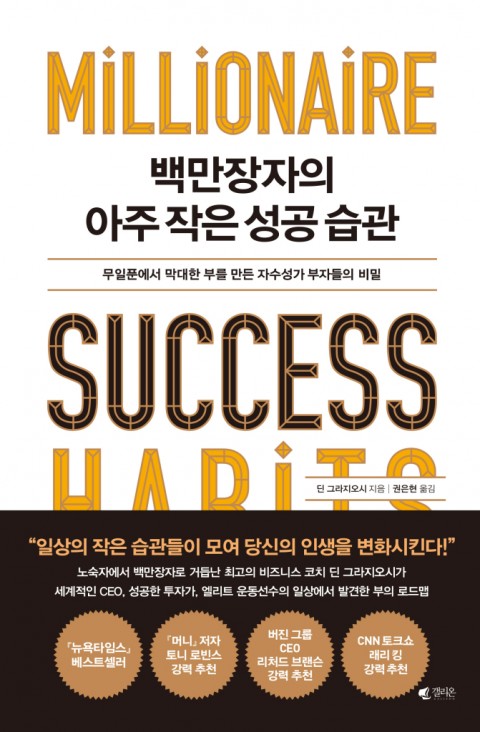 MiLLiONAiRE
백만장자의
아주 작은 성공 습관
무일푼에서 막대한 부를 만든 자수성가 부자들의 비밀
SUCCESS
HABiTS
딘 그라지오시 지음 | 권은현 옮김
“일상의 작은 습관들이 모여 당신의 인생을 변화시킨다!”
노숙자에서 백만장자로 거듭난 최고의 비즈니스 코치 딘 그라지오시가
세계적인 CEO, 성공한 투자가, 엘리트 운동선수의 일상에서 발견한 부의 로드맵
『뉴욕타임스』
베스트셀러
『머니』 저자
토니 로빈스
강력 추천
버진 그룹
CEO
리처드 브랜슨
강력 추천
CNN 토크쇼
래리 킹
강력 추천
갤리온